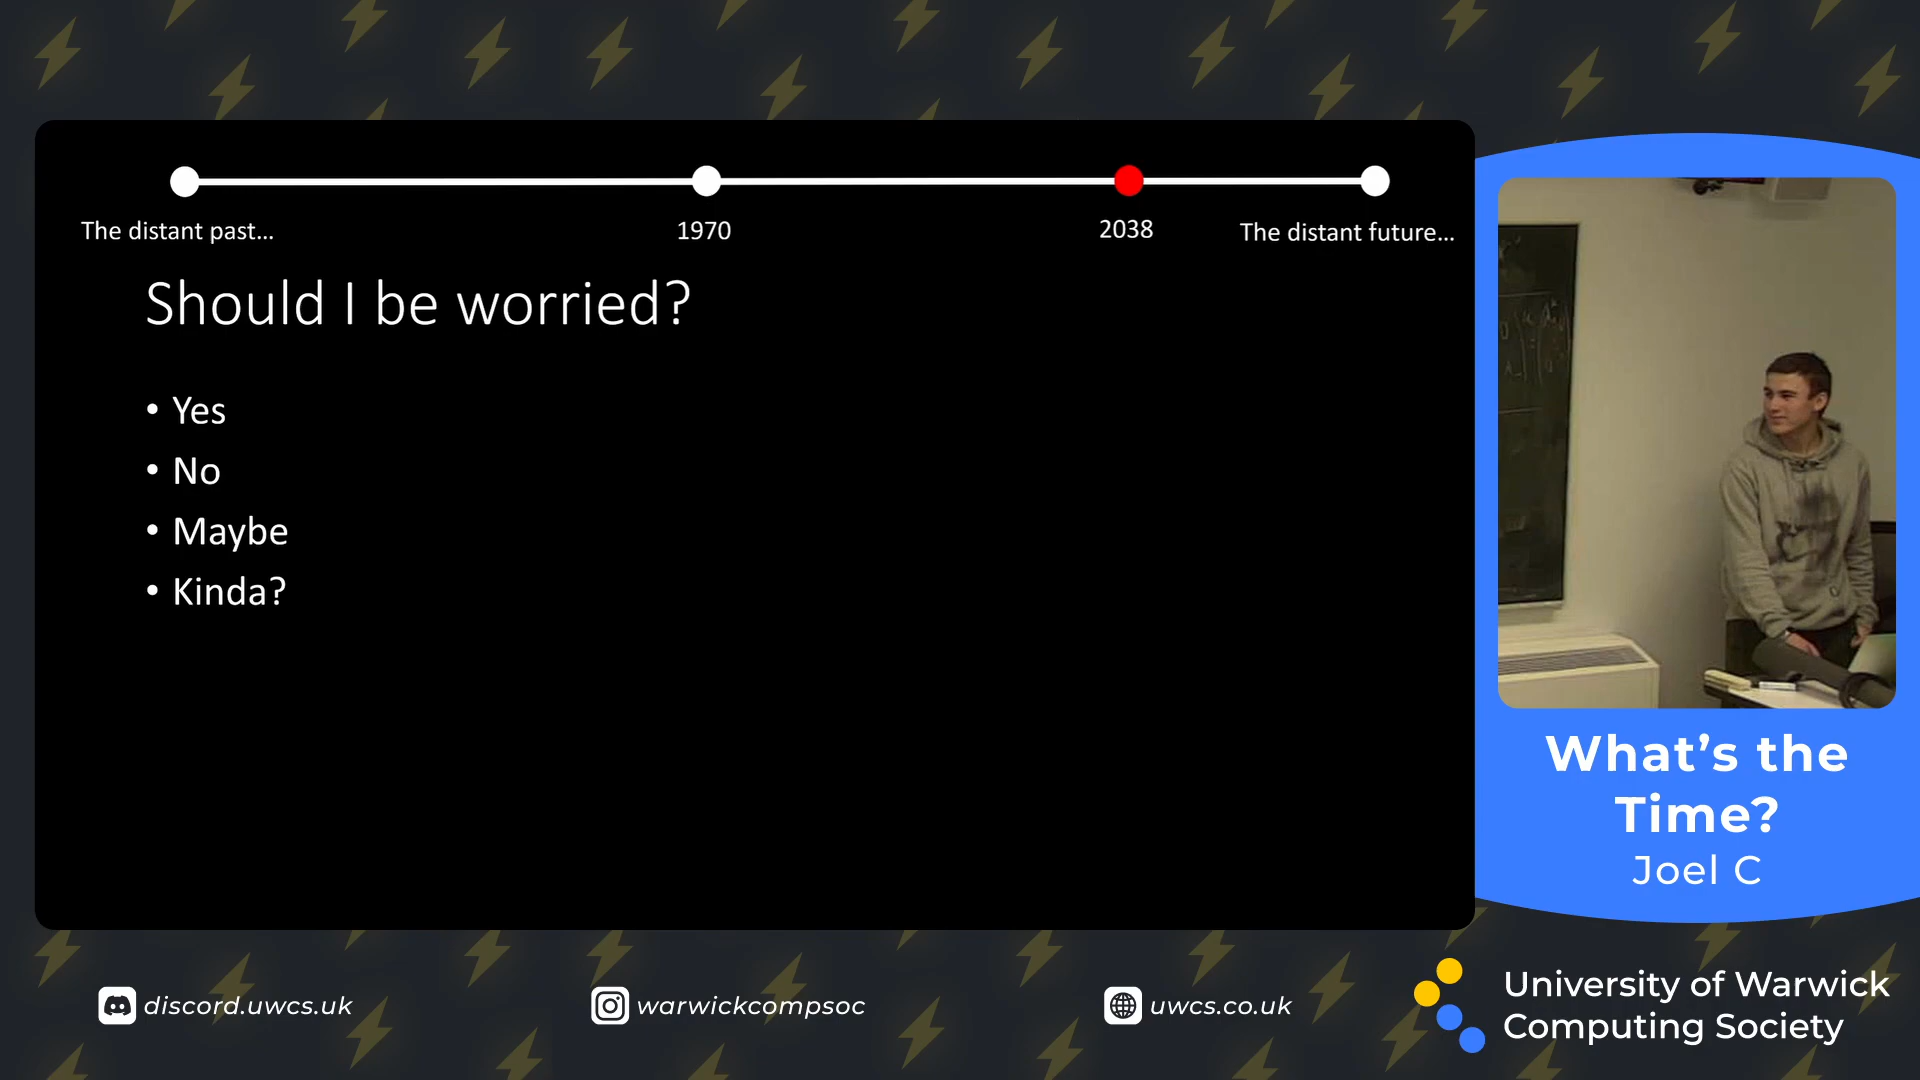 The distant past...
1970
2038
The distant future...
Should I be worried?
• Yes
• No
• Maybe
• Kinda?
What’s the
Time?
Joel C
discord.uwcs.uk
warwickcompsoc
uwcs.co.uk
University of Warwick
Computing Society